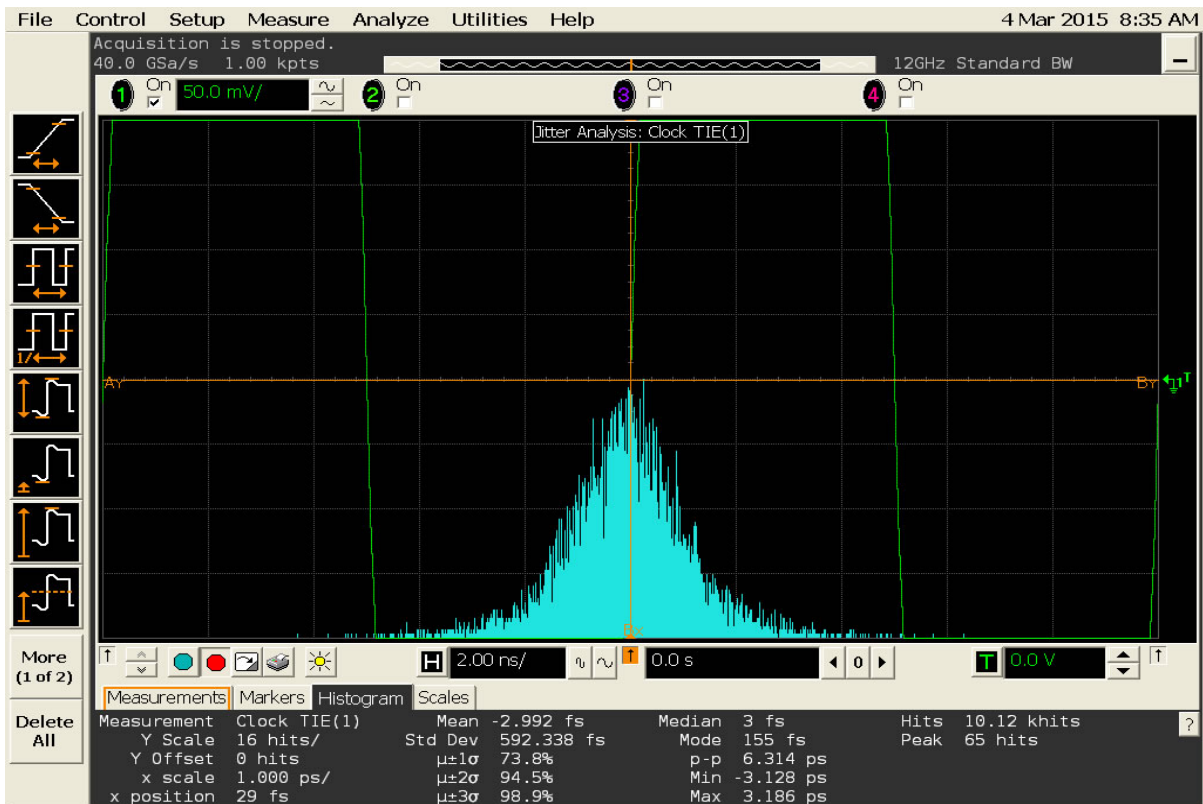 File Control Setup Measure Analyze Utilities Help 4 Mar 2015 8:35 AM
Acquisition is stopped.
40.0 GSa/s 1.00 kpts 12GHz Standard BW
1 On 50.0 mV/ 2 On 3 On 4 On
Jitter Analysis: Clock TIE(1)
1/
AY BY 1 T
BX
More
(1 of 2)
Delete
All
H 2.00 ns/ 0.0 s 0 T 0.0 V
Measurements Markers Histogram Scales
Measurement Clock TIE(1) Mean -2.992 fs Median 3 fs Hits 10.12 khits ?
Y Scale 16 hits/ Std Dev 592.338 fs Mode 155 fs Peak 65 hits
Y Offset 0 hits µ±1σ 73.8% p-p 6.314 ps
x scale 1.000 ps/ µ±2σ 94.5% Min -3.128 ps
x position 29 fs µ±3σ 98.9% Max 3.186 ps